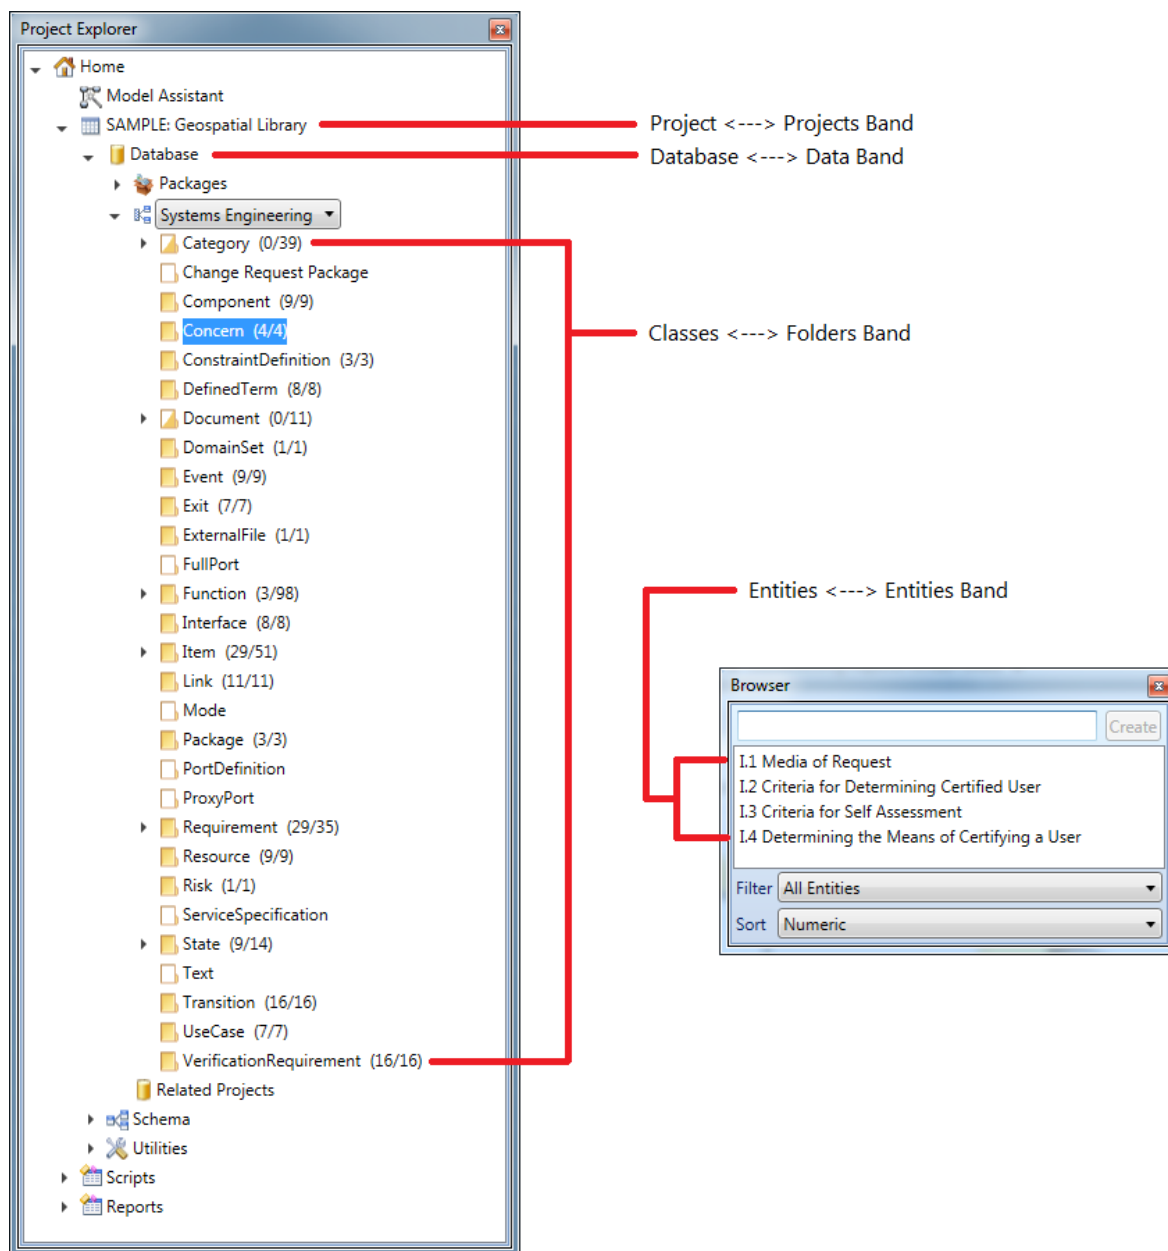 Project Explorer
Home
Model Assistant
SAMPLE: Geospatial Library
Project <---> Projects Band
Database
Database <---> Data Band
Packages
Systems Engineering
Category (0/39)
Change Request Package
Component (9/9)
Concern (4/4)
Classes <---> Folders Band
ConstraintDefinition (3/3)
DefinedTerm (8/8)
Document (0/11)
DomainSet (1/1)
Event (9/9)
Exit (7/7)
ExternalFile (1/1)
FullPort
Function (3/98)
Entities <---> Entities Band
Interface (8/8)
Item (29/51)
Link (11/11)
Mode
Package (3/3)
PortDefinition
ProxyPort
Requirement (29/35)
Resource (9/9)
Risk (1/1)
ServiceSpecification
State (9/14)
Text
Transition (16/16)
UseCase (7/7)
VerificationRequirement (16/16)
Related Projects
Schema
Utilities
Scripts
Reports
Browser
Create
I.1 Media of Request
I.2 Criteria for Determining Certified User
I.3 Criteria for Self Assessment
I.4 Determining the Means of Certifying a User
Filter All Entities
Sort Numeric